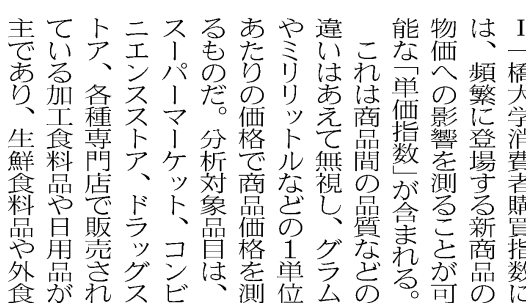 I一橋大学消費者購買指数に
は、頻繁に登場する新商品の
物価への影響を測ることが可
能な「単価指数」が含まれる。
これは商品間の品質などの
違いはあえて無視し、グラム
やミリリットルなどの1単位
あたりの価格で商品価格を測
るものだ。分析対象品目は、
スーパーマーケット、コンビ
ニエンスストア、ドラッグス
トア、各種専門店で販売され
ている加工食料品や日用品が
主であり、生鮮食料品や外食